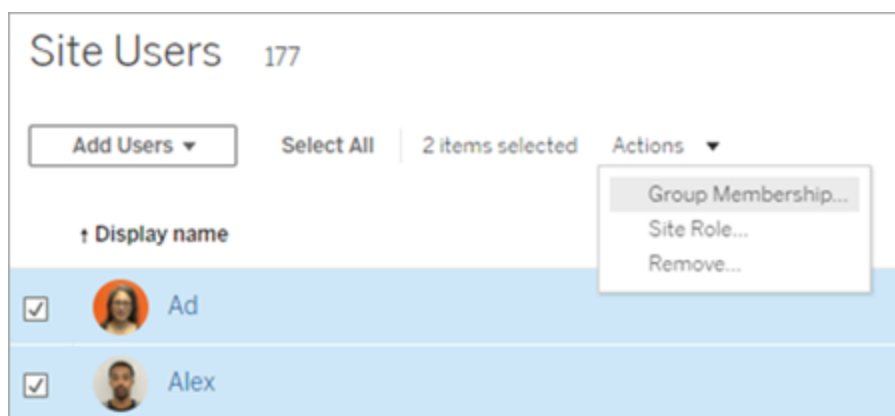 Site Users 177
Add Users Select All 2 items selected Actions
Group Membership...
Site Role...
Remove...
↑ Display name
Ad
Alex